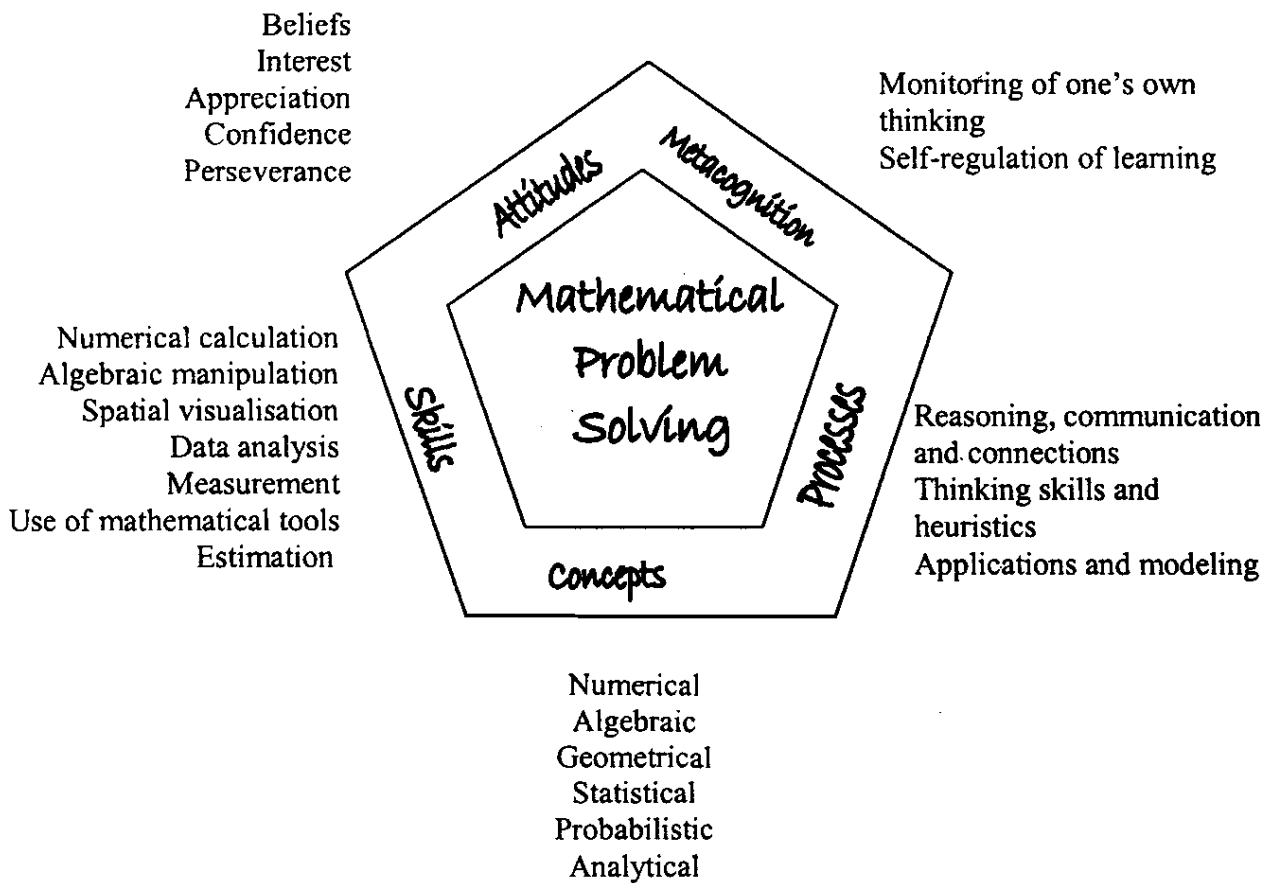 Beliefs
Interest
Appreciation
Confidence
Perseverance
Monitoring of one's own
thinking
Self-regulation of learning
Attitudes
Metacognition
Mathematical
Problem
Solving
Numerical calculation
Algebraic manipulation
Spatial visualisation
Data analysis
Measurement
Use of mathematical tools
Estimation
Skills
Processes
Reasoning, communication
and connections
Thinking skills and
heuristics
Applications and modeling
Concepts
Numerical
Algebraic
Geometrical
Statistical
Probabilistic
Analytical